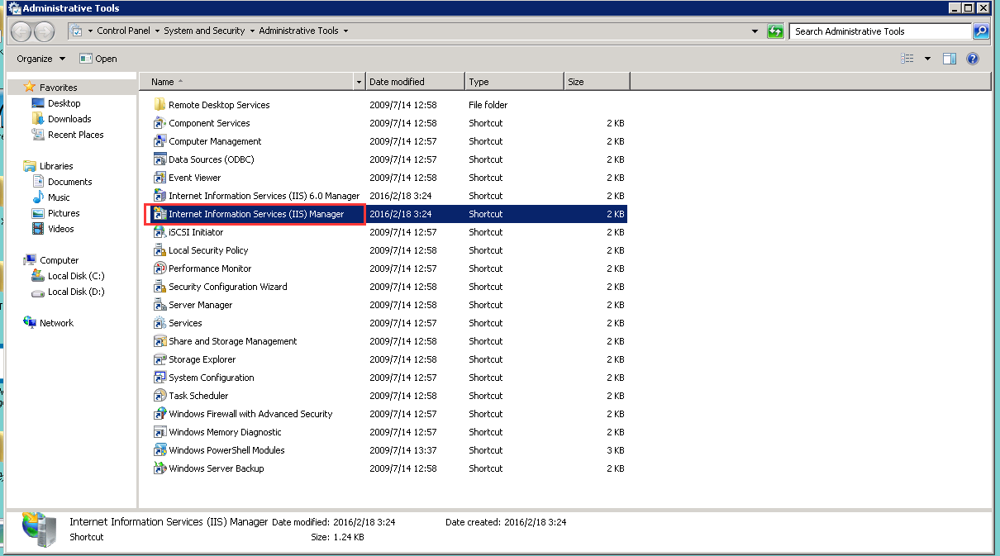 Administrative Tools
Control Panel System and Security Administrative Tools Search Administrative Tools
Organize Open
Name Date modified Type Size
Favorites
Desktop
Downloads
Recent Places
Libraries
Documents
Music
Pictures
Videos
Computer
Local Disk (C:)
Local Disk (D:)
Network
Remote Desktop Services 2009/7/14 12:58 File folder
Component Services 2009/7/14 12:58 Shortcut 2 KB
Computer Management 2009/7/14 12:57 Shortcut 2 KB
Data Sources (ODBC) 2009/7/14 12:57 Shortcut 2 KB
Event Viewer 2009/7/14 12:58 Shortcut 2 KB
Internet Information Services (IIS) 6.0 Manager 2016/2/18 3:24 Shortcut 2 KB
Internet Information Services (IIS) Manager 2016/2/18 3:24 Shortcut 2 KB
iSCSI Initiator 2009/7/14 12:57 Shortcut 2 KB
Local Security Policy 2009/7/14 12:58 Shortcut 2 KB
Performance Monitor 2009/7/14 12:57 Shortcut 2 KB
Security Configuration Wizard 2009/7/14 12:58 Shortcut 2 KB
Server Manager 2009/7/14 12:58 Shortcut 2 KB
Services 2009/7/14 12:57 Shortcut 2 KB
Share and Storage Management 2009/7/14 12:58 Shortcut 2 KB
Storage Explorer 2009/7/14 12:58 Shortcut 2 KB
System Configuration 2009/7/14 12:57 Shortcut 2 KB
Task Scheduler 2009/7/14 12:58 Shortcut 2 KB
Windows Firewall with Advanced Security 2009/7/14 12:57 Shortcut 2 KB
Windows Memory Diagnostic 2009/7/14 12:57 Shortcut 2 KB
Windows PowerShell Modules 2009/7/14 13:37 Shortcut 3 KB
Windows Server Backup 2009/7/14 12:58 Shortcut 2 KB
Internet Information Services (IIS) Manager Date modified: 2016/2/18 3:24 Date created: 2016/2/18 3:24
Shortcut Size: 1.24 KB